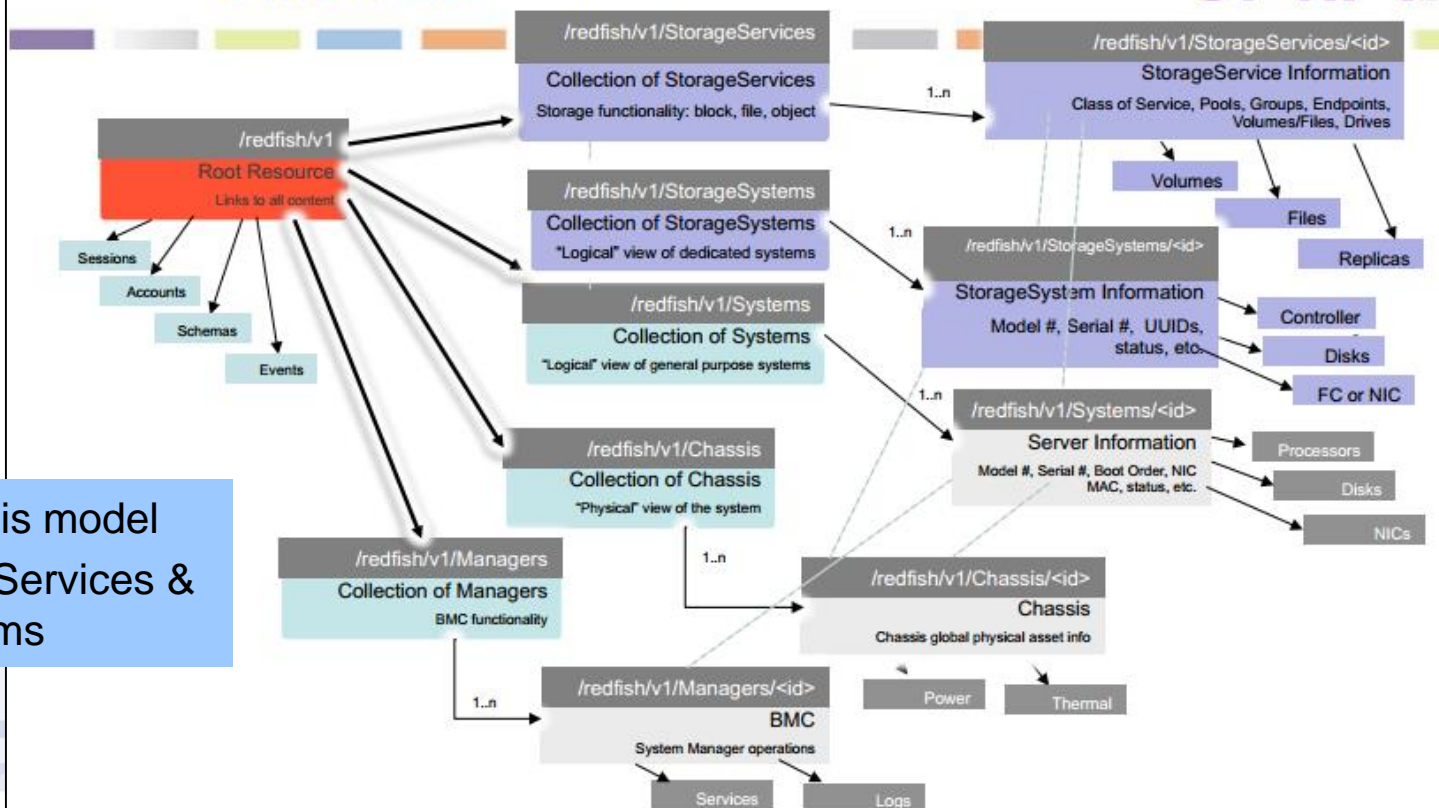 /redfish/v1/StorageServices
Collection of StorageServices
Storage functionality: block, file, object
1..n
/redfish/v1/StorageServices/<id>
StorageService Information
Class of Service, Pools, Groups, Endpoints,
Volumes/Files, Drives
Volumes
Files
Replicas
/redfish/v1
Root Resource
Links to all content
Sessions
Accounts
Schemas
Events
/redfish/v1/StorageSystems
Collection of StorageSystems
"Logical" view of dedicated systems
1..n
/redfish/v1/StorageSystems/<id>
StorageSystem Information
Model #, Serial #, UUIDs,
status, etc.
Controller
Disks
FC or NIC
/redfish/v1/Systems
Collection of Systems
"Logical" view of general purpose systems
1..n
/redfish/v1/Systems/<id>
Server Information
Model #, Serial #, Boot Order, NIC
MAC, status, etc.
Processors
Disks
NICs
/redfish/v1/Chassis
Collection of Chassis
"Physical" view of the system
1..n
/redfish/v1/Chassis/<id>
Chassis
Chassis global physical asset info
Power
Thermal
/redfish/v1/Managers
Collection of Managers
BMC functionality
1..n
/redfish/v1/Managers/<id>
BMC
System Manager operations
Services
Logs
is model
Services &
ms